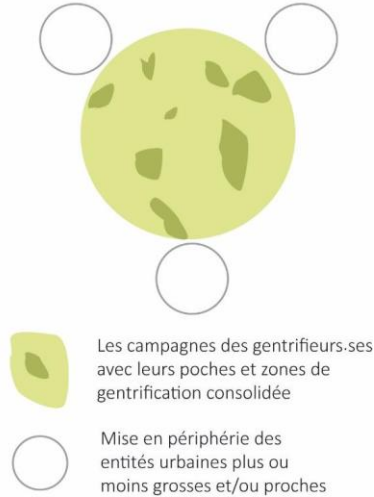 Les campagnes des gentrifieurs·ses
avec leurs poches et zones de
gentrification consolidée
Mise en périphérie des
entités urbaines plus ou
moins grosses et/ou proches